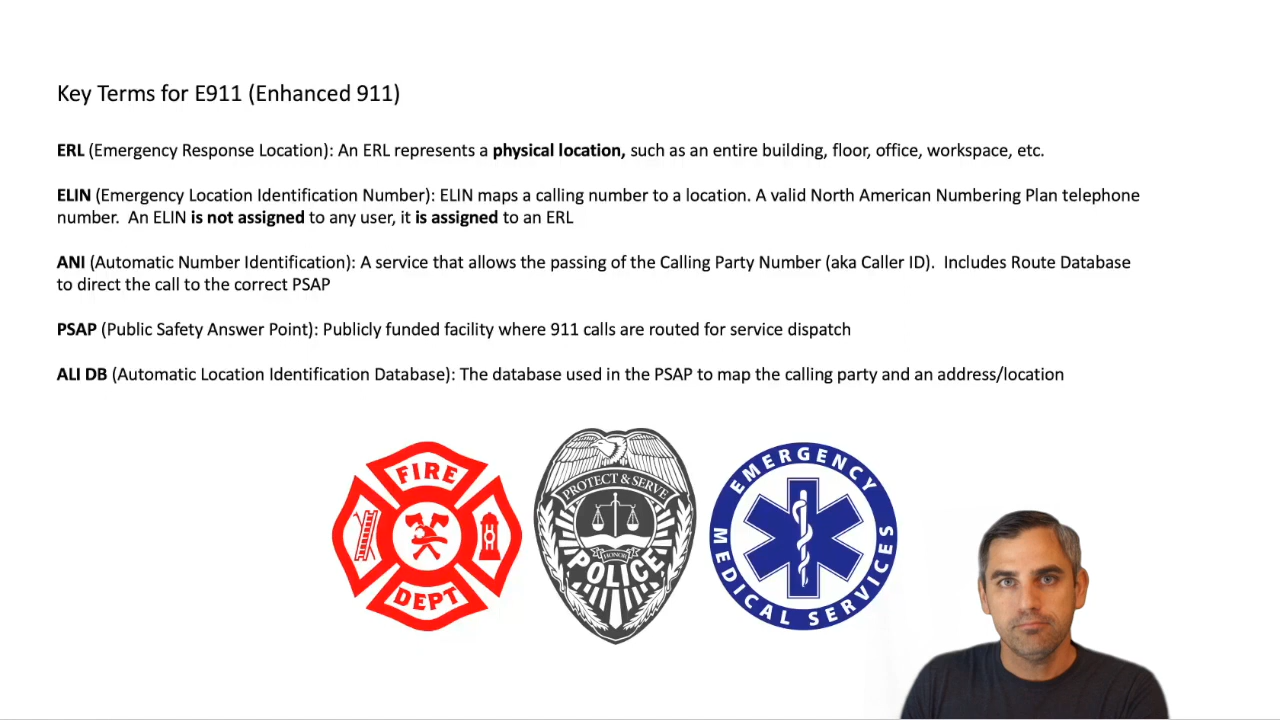 Key Terms for E911 (Enhanced 911)
ERL (Emergency Response Location): An ERL represents a physical location, such as an entire building, floor, office, workspace, etc.
ELIN (Emergency Location Identification Number): ELIN maps a calling number to a location. A valid North American Numbering Plan telephone
number.  An ELIN is not assigned to any user, it is assigned to an ERL
ANI (Automatic Number Identification): A service that allows the passing of the Calling Party Number (aka Caller ID).  Includes Route Database
to direct the call to the correct PSAP
PSAP (Public Safety Answer Point): Publicly funded facility where 911 calls are routed for service dispatch
ALI DB (Automatic Location Identification Database): The database used in the PSAP to map the calling party and an address/location
FIRE
DEPT
PROTECT & SERVE
HONOR
POLICE
EMERGENCY
MEDICAL SERVICES